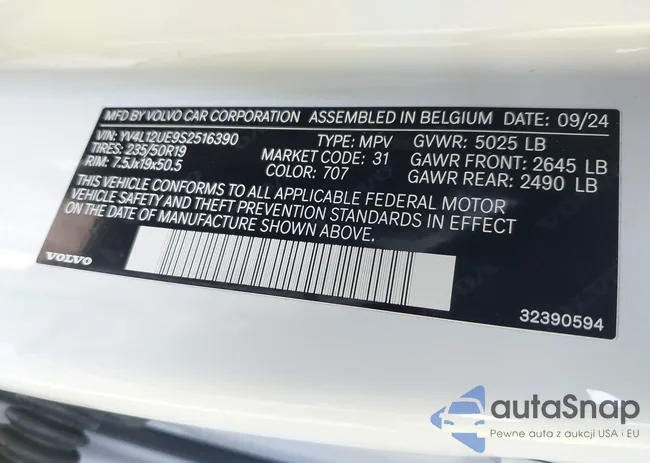 MFD BY VOLVO CAR CORPORATION ASSEMBLED IN BELGIUM DATE: 09/24
VIN: YV4L12UE9S2516390 TYPE: MPV GVWR: 5025 LB
TIRES: 235/50R19 MARKET CODE: 31 GAWR FRONT: 2645 LB
RIM: 7.5Jx19x50.5 COLOR: 707 GAWR REAR: 2490 LB
THIS VEHICLE CONFORMS TO ALL APPLICABLE FEDERAL MOTOR
VEHICLE SAFETY AND THEFT PREVENTION STANDARDS IN EFFECT
ON THE DATE OF MANUFACTURE SHOWN ABOVE.
VOLVO
32390594
autaSnap
Pewne auta z aukcji USA i EU